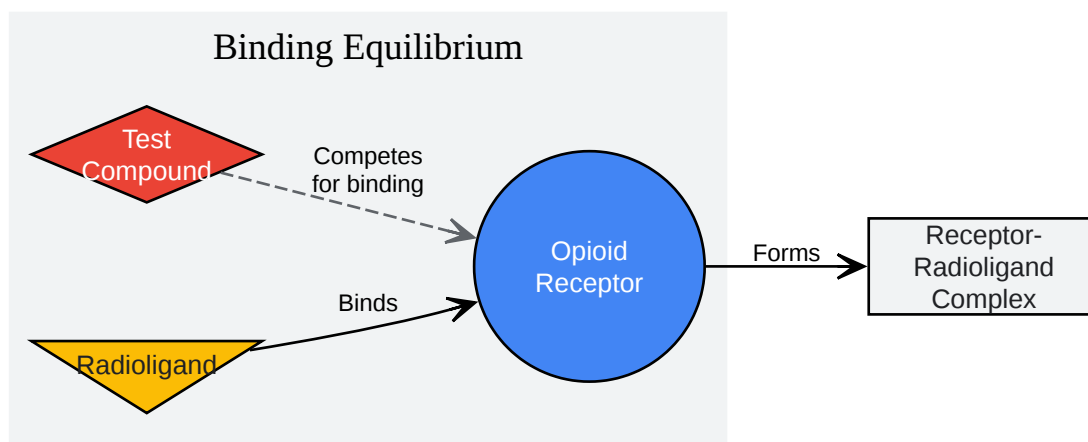 Binding Equilibrium
Test
Compound
Competes
for binding
Opioid
Receptor
Forms
Receptor-
Radioligand
Complex
Binds
Radioligand